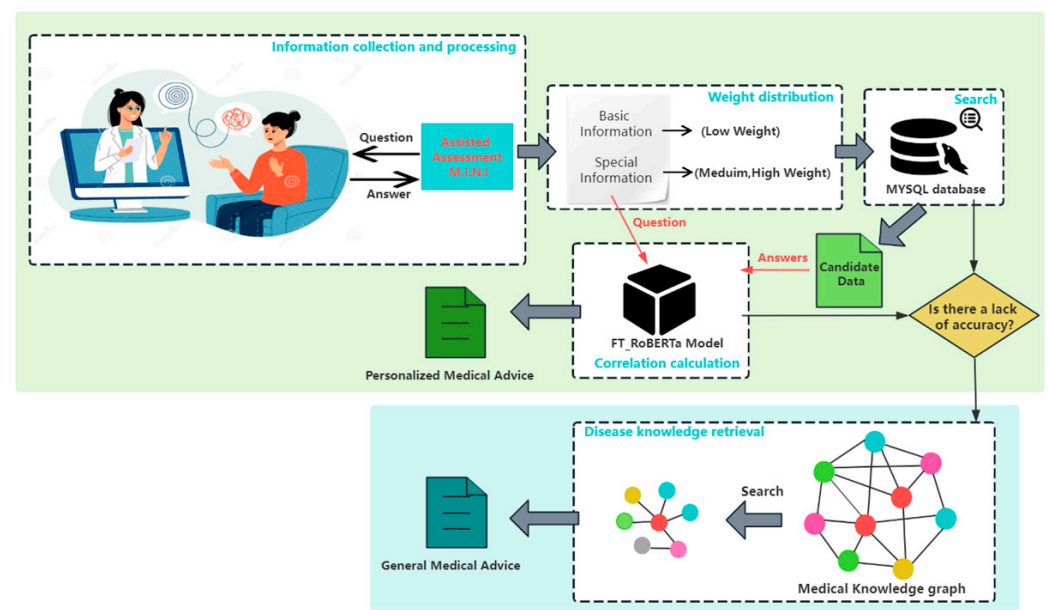 Information collection and processing
Question
Answer
Assisted
Assessment
M.I.N.I
Weight distribution
Basic
Information
(Low Weight)
Special
Information
(Meduim,High Weight)
Search
MYSQL database
Question
Answers
Candidate
Data
Is there a lack
of accuracy?
FT_RoBERTa Model
Correlation calculation
Personalized Medical Advice
Disease knowledge retrieval
Search
General Medical Advice
Medical Knowledge graph